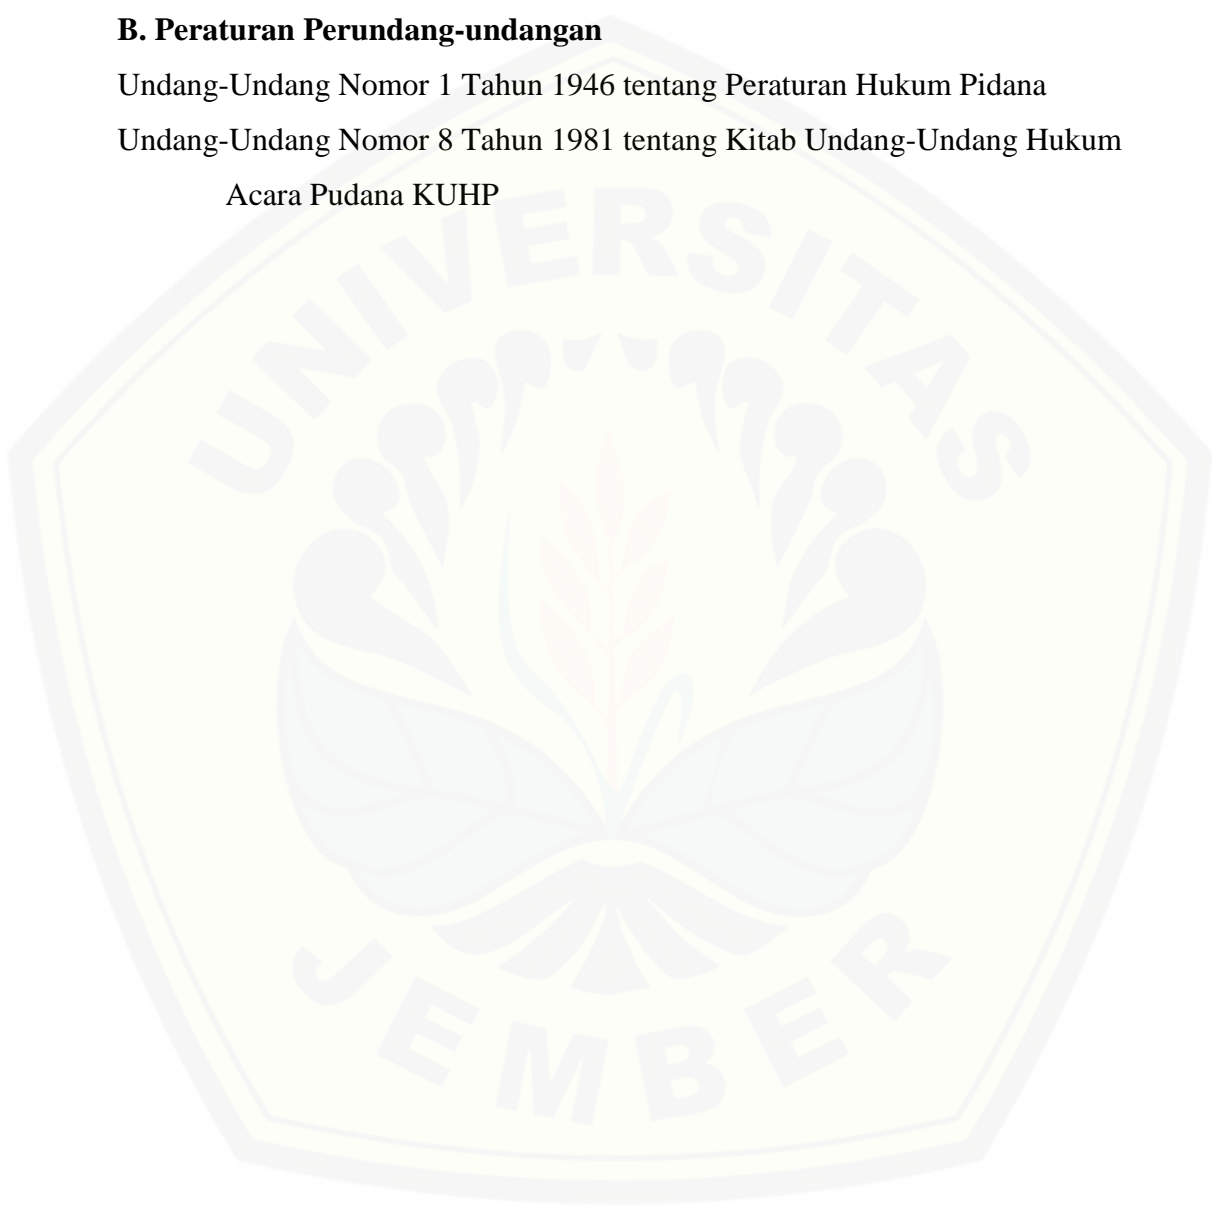 B. Peraturan Perundang-undangan
Undang-Undang Nomor 1 Tahun 1946 tentang Peraturan Hukum Pidana
Undang-Undang Nomor 8 Tahun 1981 tentang Kitab Undang-Undang Hukum
Acara Pudana KUHP
UNIVERSITAS
JEMBER